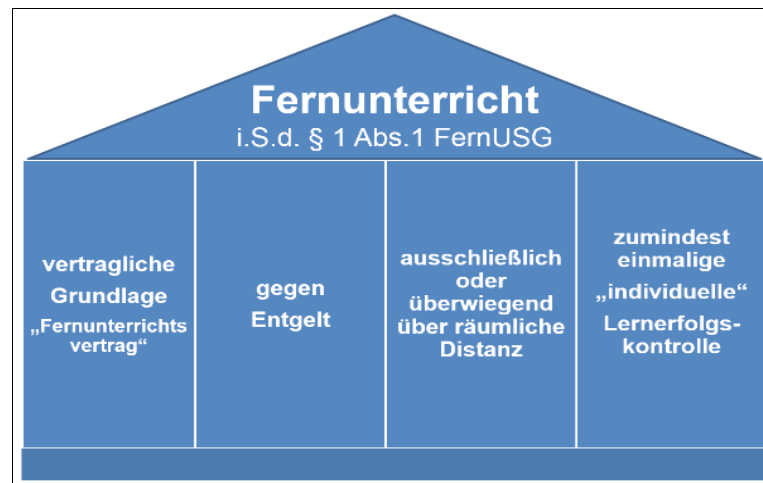 Fernunterricht
i.S.d. § 1 Abs.1 FernUSG
vertragliche
Grundlage
„Fernunterrichts
vertrag“
gegen
Entgelt
ausschließlich
oder
überwiegend
über räumliche
Distanz
zumindest
einmalige
„individuelle“
Lernerfolgs-
kontrolle